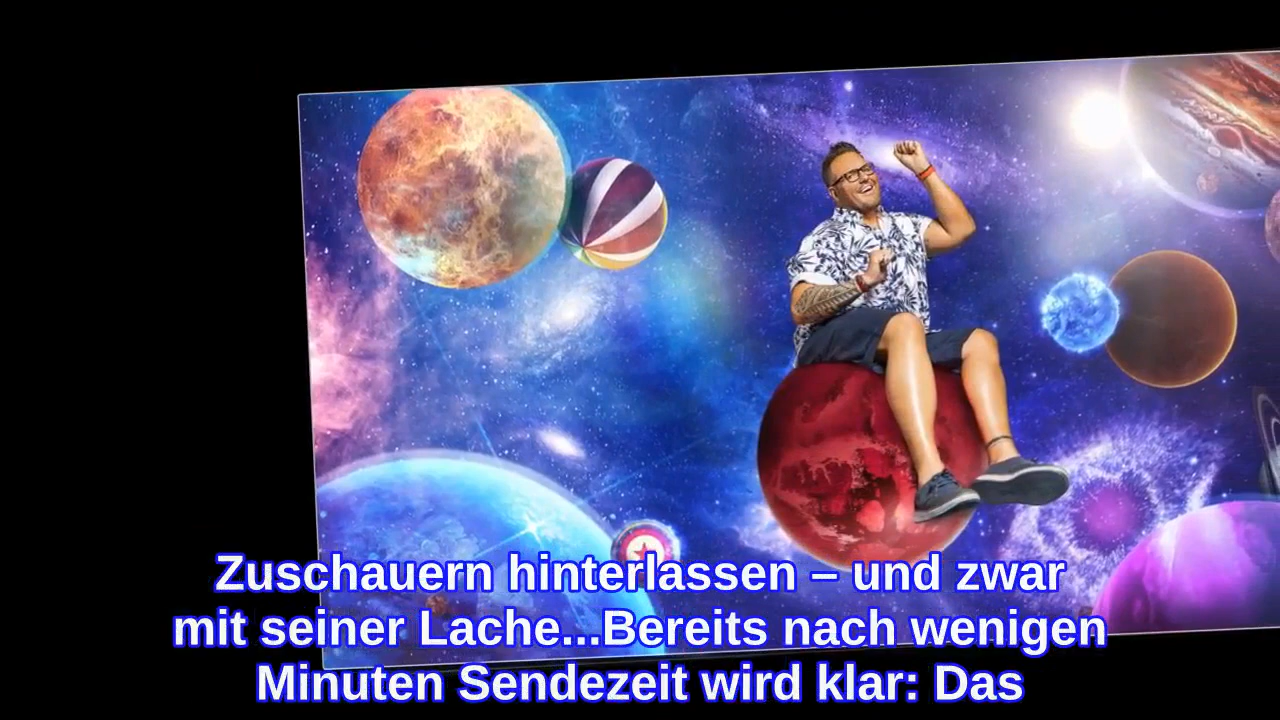 Zuschauern hinterlassen – und zwar
mit seiner Lache...Bereits nach wenigen
Minuten Sendezeit wird klar: Das